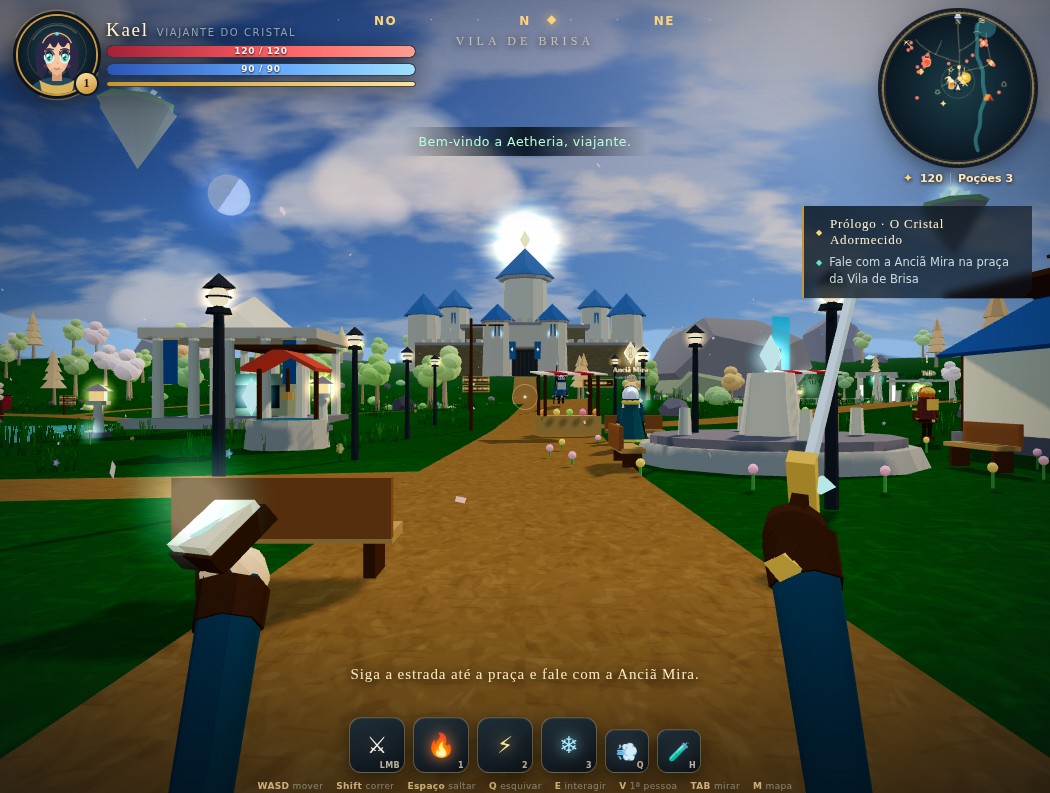 NO N NE
Kael VIAJANTE DO CRISTAL
VILA DE BRISA
120 / 120
90 / 90
1
Bem-vindo a Aetheria, viajante.
120 Poções 3
Prólogo · O Cristal
Adormecido
Fale com a Anciã Mira na praça
da Vila de Brisa
Anciã Mira
Siga a estrada até a praça e fale com a Anciã Mira.
LMB 1 2 3 Q H
WASD mover Shift correr Espaço saltar Q esquivar E interagir V 1ª pessoa TAB mirar M mapa